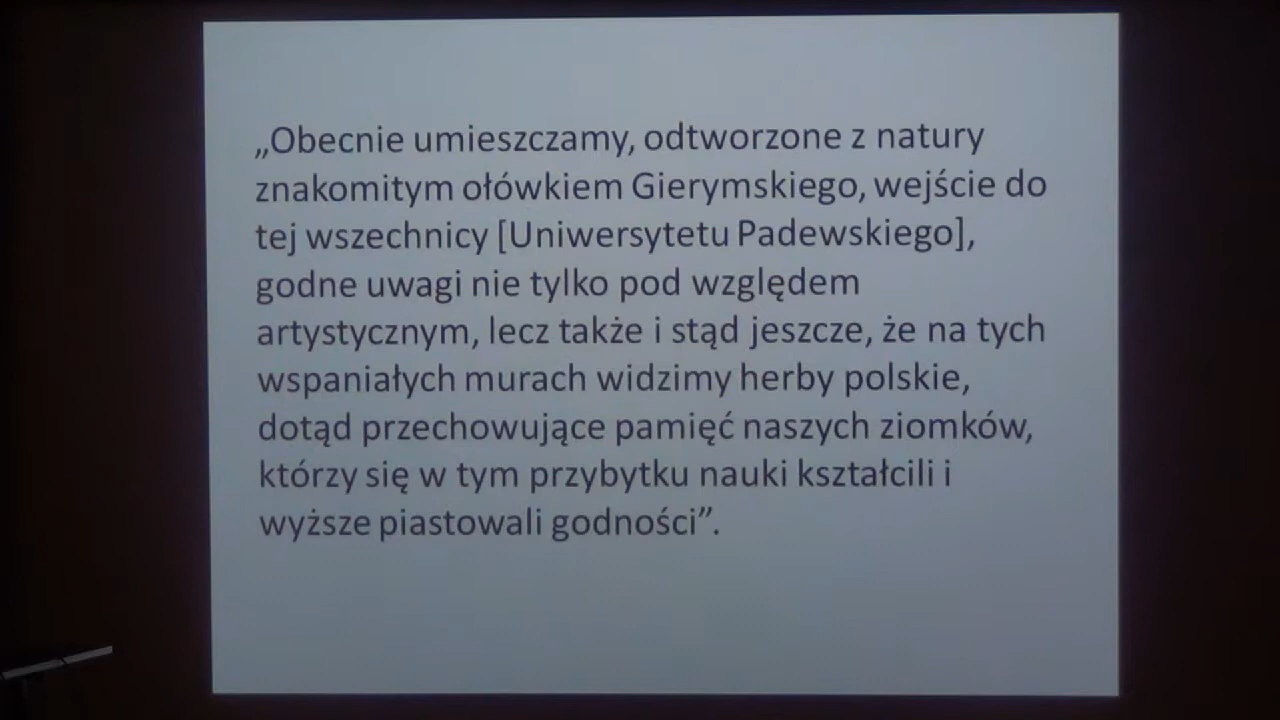 „Obecnie umieszczamy, odtworzone z natury
znakomitym ołówkiem Gierymskiego, wejście do
tej wszechnicy [Uniwersytetu Padewskiego],
godne uwagi nie tylko pod względem
artystycznym, lecz także i stąd jeszcze, że na tych
wspaniałych murach widzimy herby polskie,
dotąd przechowujące pamięć naszych ziomków,
którzy się w tym przybytku nauki kształcili i
wyższe piastowali godności”.